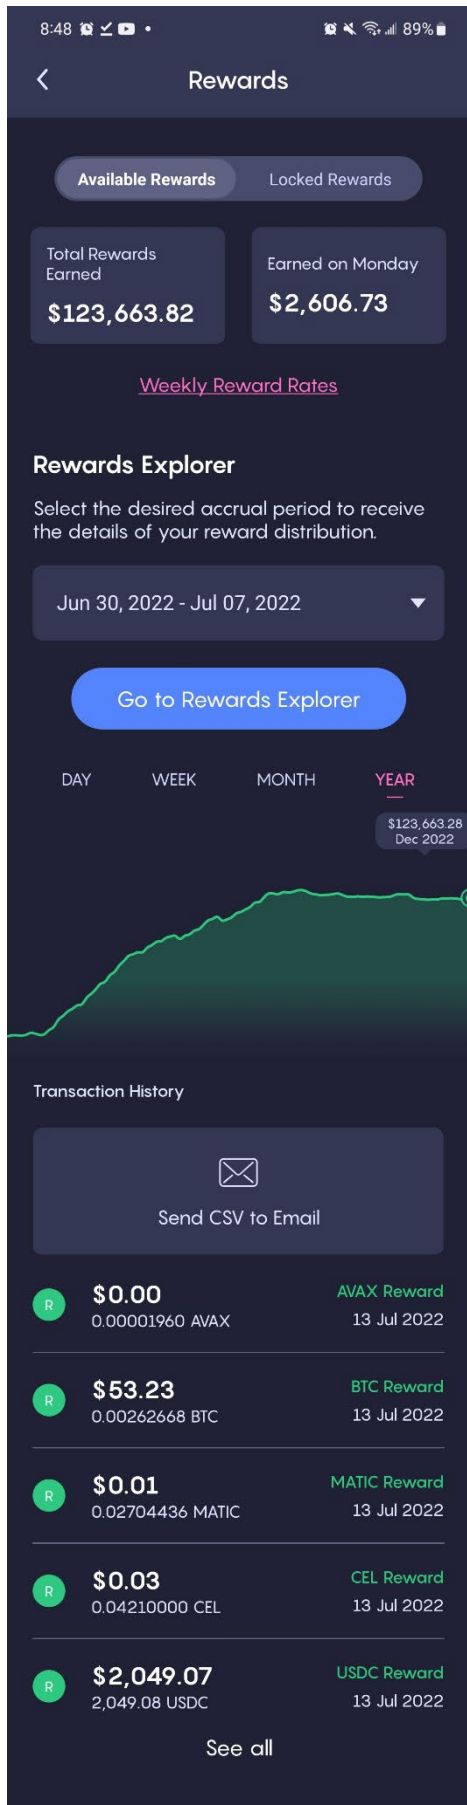 8:48
89%
Rewards
Available Rewards
Locked Rewards
Total Rewards
Earned
$123,663.82
Earned on Monday
$2,606.73
Weekly Reward Rates
Rewards Explorer
Select the desired accrual period to receive
the details of your reward distribution.
Jun 30, 2022 - Jul 07, 2022
Go to Rewards Explorer
DAY
WEEK
MONTH
YEAR
$123,663.28
Dec 2022
Transaction History
Send CSV to Email
R
$0.00
AVAX Reward
0.00001960 AVAX
13 Jul 2022
R
$53.23
BTC Reward
0.00262668 BTC
13 Jul 2022
R
$0.01
MATIC Reward
0.02704436 MATIC
13 Jul 2022
R
$0.03
CEL Reward
0.04210000 CEL
13 Jul 2022
R
$2,049.07
USDC Reward
2,049.08 USDC
13 Jul 2022
See all